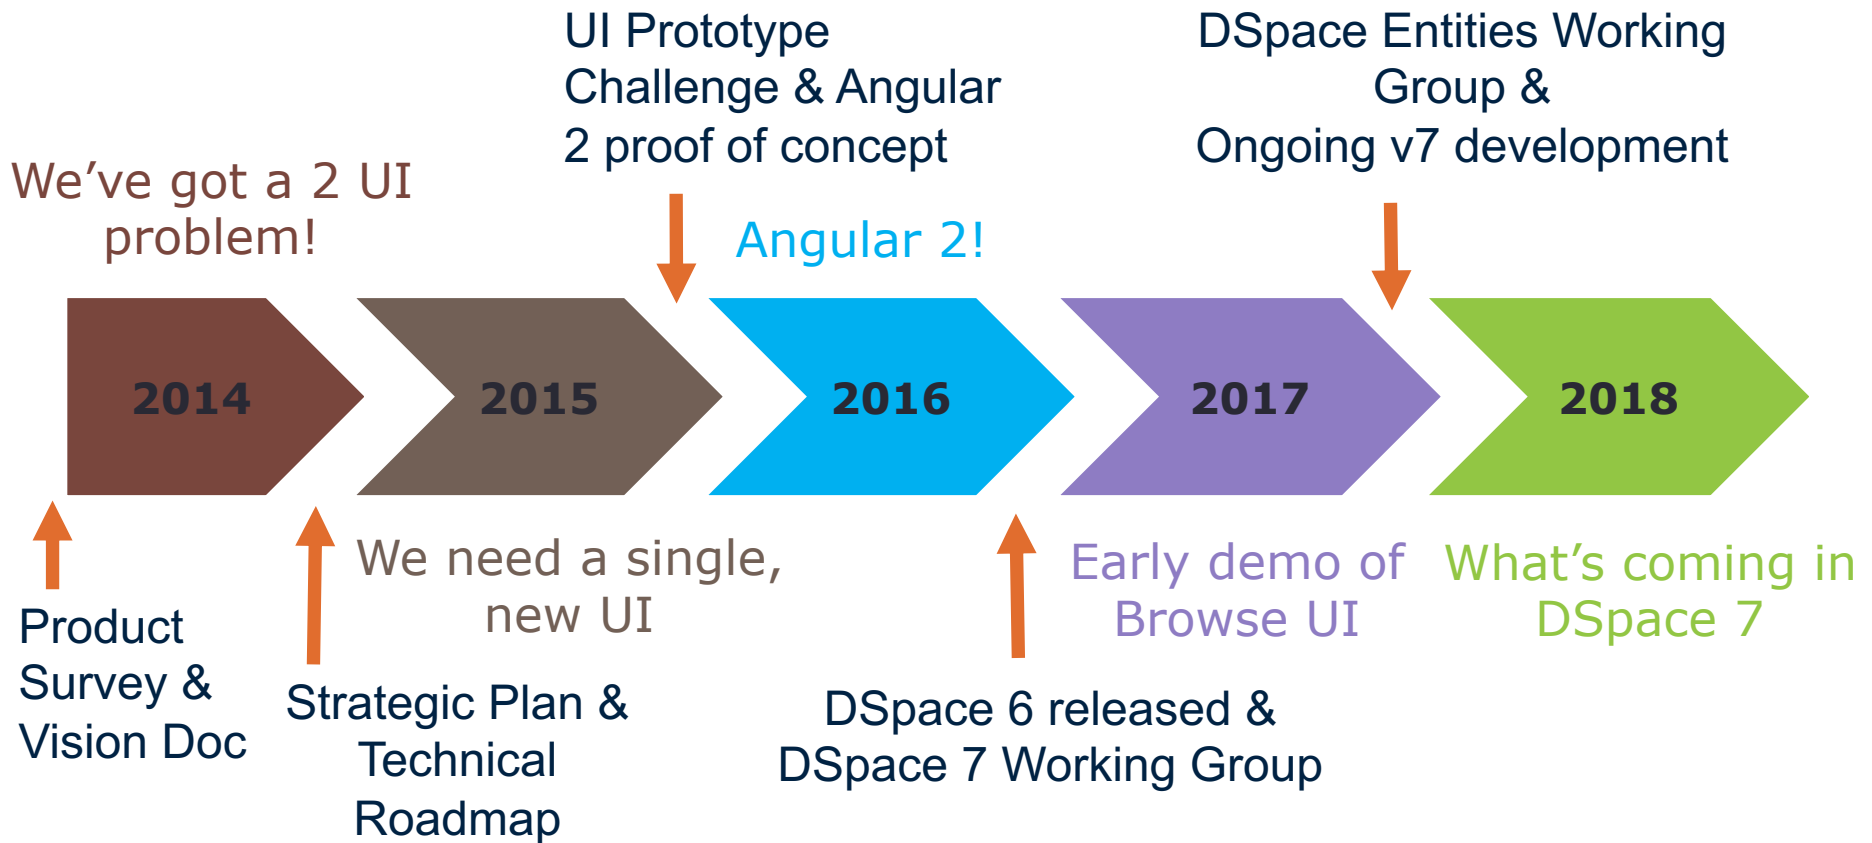 UI Prototype
Challenge & Angular
2 proof of concept
DSpace Entities Working
Group &
Ongoing v7 development
We’ve got a 2 UI
problem!
Angular 2!
2014
2015
2016
2017
2018
We need a single,
new UI
Early demo of
Browse UI
What’s coming in
DSpace 7
Product
Survey &
Vision Doc
Strategic Plan &
Technical
Roadmap
DSpace 6 released &
DSpace 7 Working Group